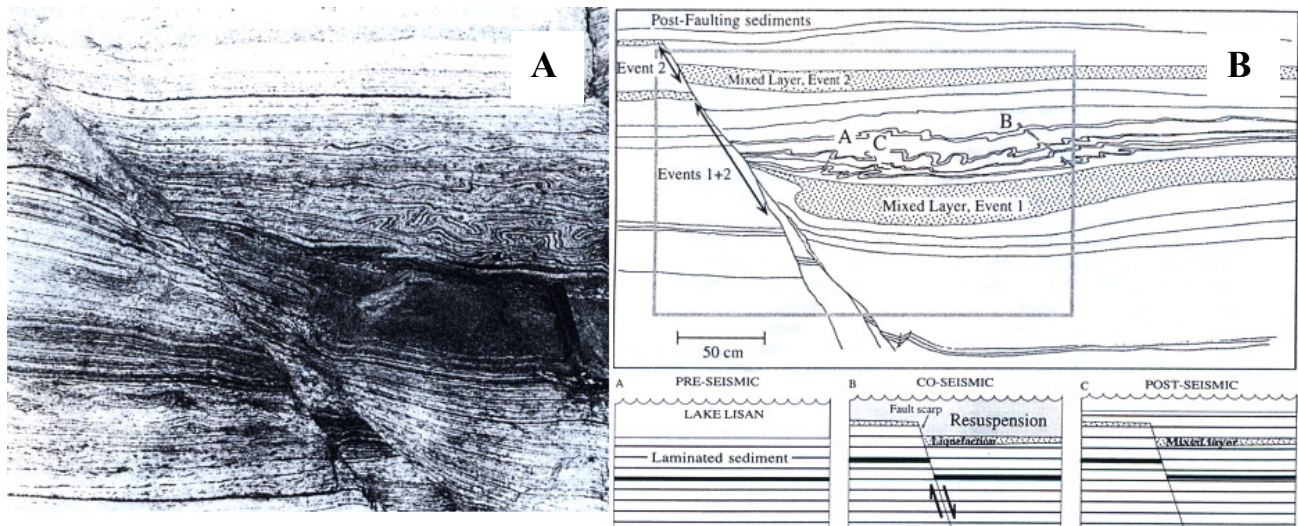 A
Post-Faulting sediments
B
Event 2
Mixed Layer, Event 2
B
A
C
Events 1+2
Mixed Layer, Event 1
50 cm
A PRE-SEISMIC
B CO-SEISMIC
C POST-SEISMIC
LAKE LISAN
Fault scarp
Resuspension
Liquefaction
Mixed layer
Laminated sediment